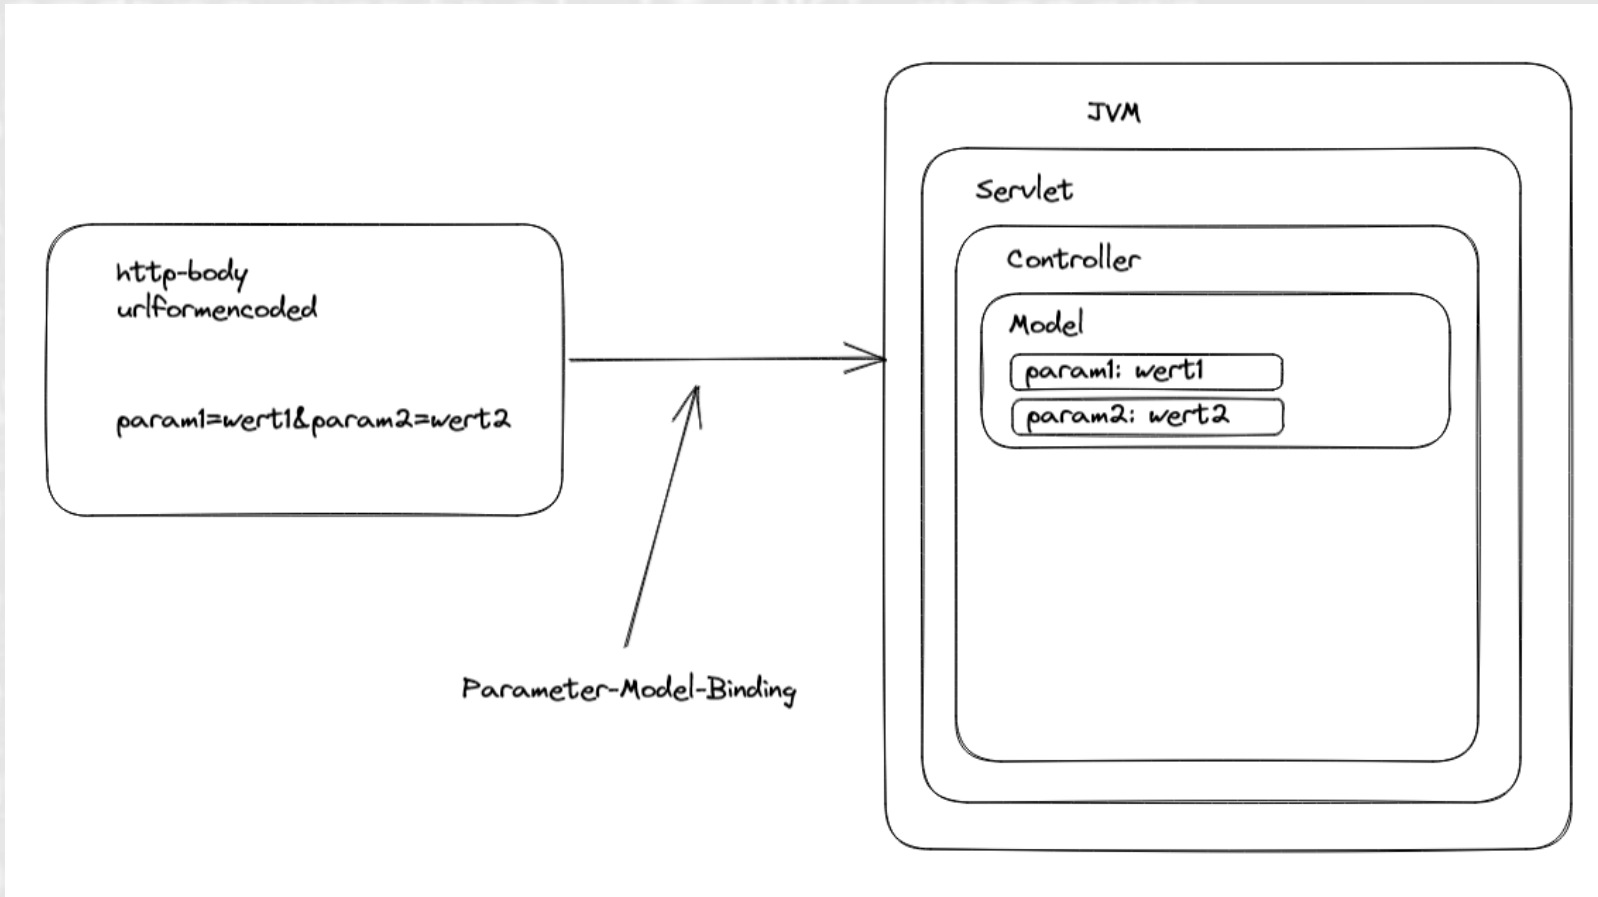 http-body
urlformencoded
param1=wert1&param2=wert2
Parameter-Model-Binding
JVM
Servlet
Controller
Model
param1: wert1
param2: wert2